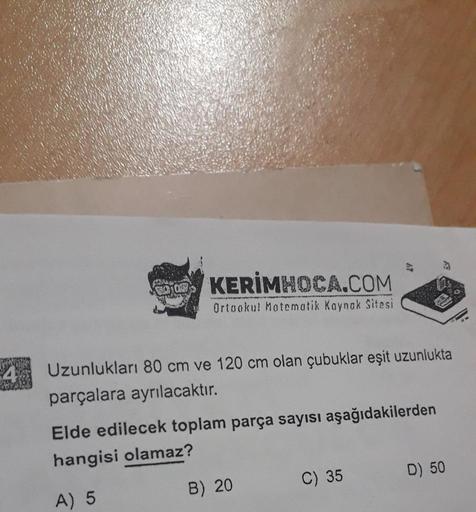 KERİMHOCA.COM
Ortaokul Matematik Kaynak Sitesi
4
Uzunlukları 80 cm ve 120 cm olan çubuklar eşit uzunlukta
parçalara ayrılacaktır.
Elde edilecek toplam parça sayısı aşağıdakilerden
hangisi olamaz?
A) 5 B) 20 C) 35 D) 50